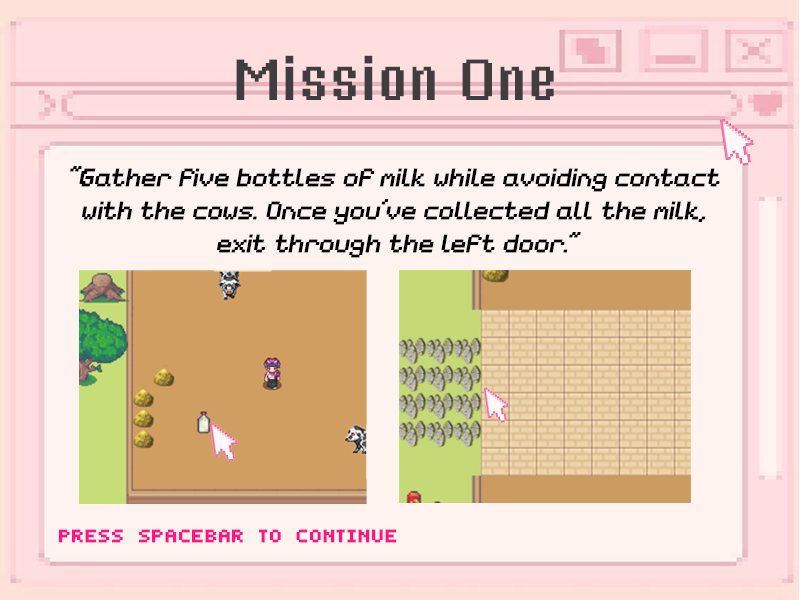 Mission One
"Gather five bottles of milk while avoiding contact
with the cows. Once you've collected all the milk,
exit through the left door."
PRESS SPACEBAR TO CONTINUE